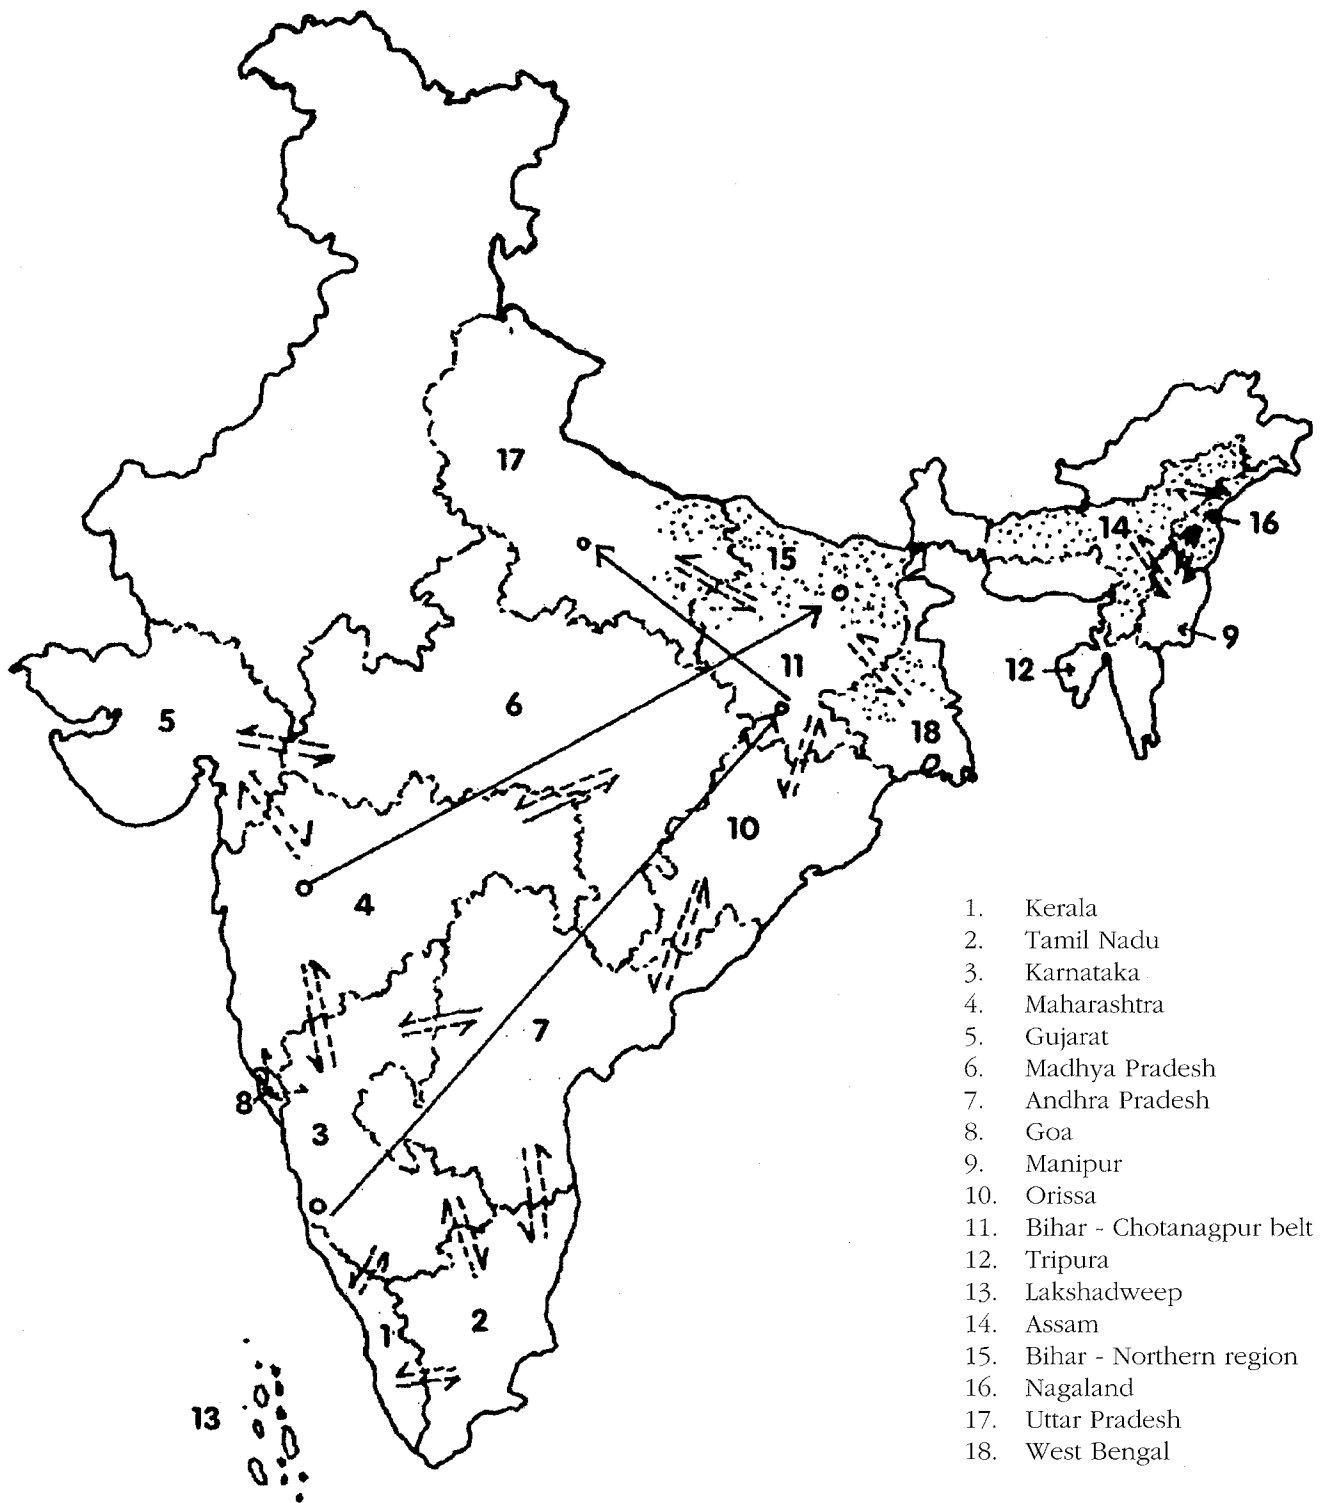 17
14
16
15
9
11
12
6
5
18
10
4
7
8
3
2
1
13
1. Kerala
2. Tamil Nadu
3. Karnataka
4. Maharashtra
5. Gujarat
6. Madhya Pradesh
7. Andhra Pradesh
8. Goa
9. Manipur
10. Orissa
11. Bihar - Chotanagpur belt
12. Tripura
13. Lakshadweep
14. Assam
15. Bihar - Northern region
16. Nagaland
17. Uttar Pradesh
18. West Bengal